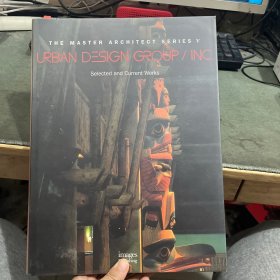 THE MASTER ARCHITECT SERIES V
URBAN DESIGN GROUP / INC
Selected and Current Works
images